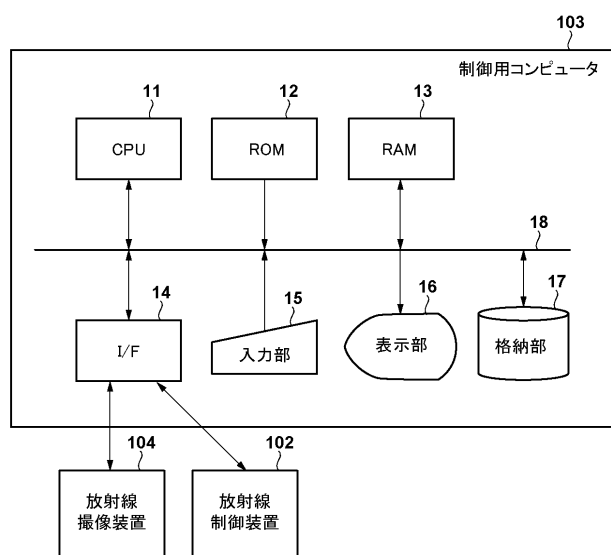 103
制御用コンピュータ
11
12
13
CPU
ROM
RAM
18
14
15
16
17
I/F
入力部
表示部
格納部
104
102
放射線
撮像装置
放射線
制御装置